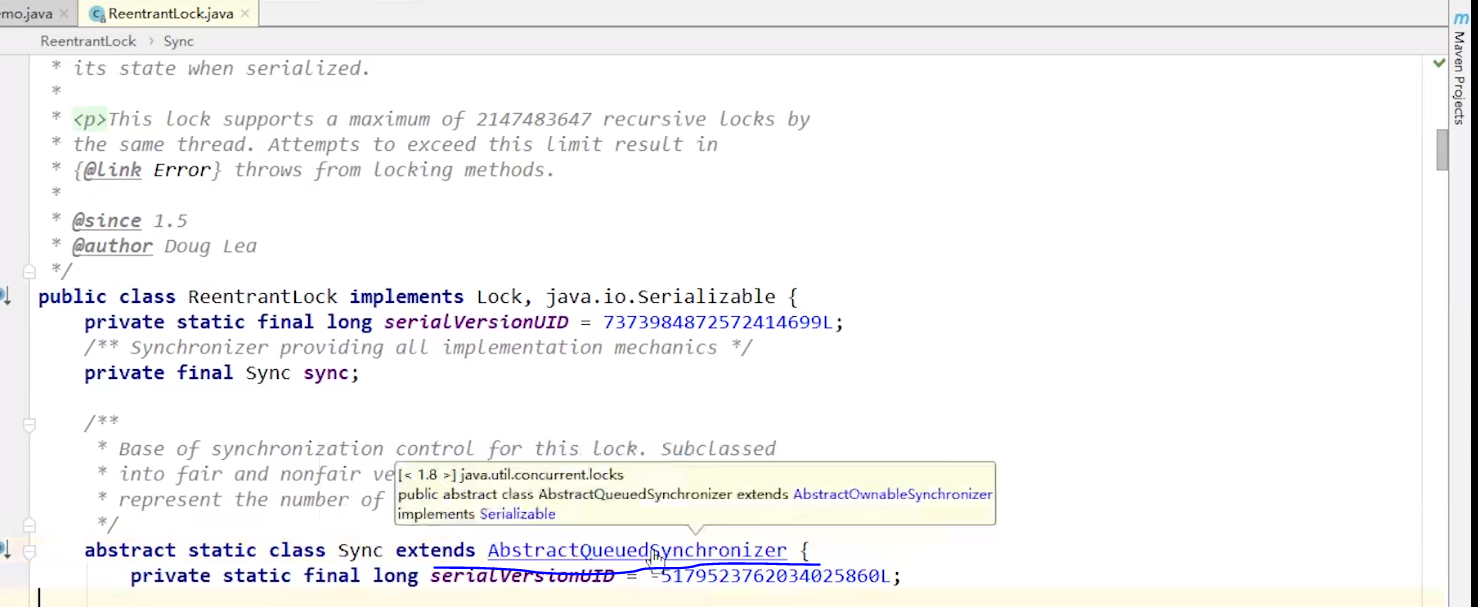 mo.java
ReentrantLock.java
ReentrantLock
Sync
m Maven Projects
* its state when serialized.
*
* <p>This lock supports a maximum of 2147483647 recursive locks by
* the same thread. Attempts to exceed this limit result in
* {@link Error} throws from locking methods.
*
* @since 1.5
* @author Doug Lea
*/
public class ReentrantLock implements Lock, java.io.Serializable {
private static final long serialVersionUID = 7373984872572414699L;
/** Synchronizer providing all implementation mechanics */
private final Sync sync;
/**
* Base of synchronization control for this lock. Subclassed
* into fair and nonfair ve
* represent the number of
[< 1.8 >] java.util.concurrent.locks
public abstract class AbstractQueuedSynchronizer extends AbstractOwnableSynchronizer
implements Serializable
*/
abstract static class Sync extends AbstractQueuedSynchronizer {
private static final long serialVersionUID = -5179523762034025860L;